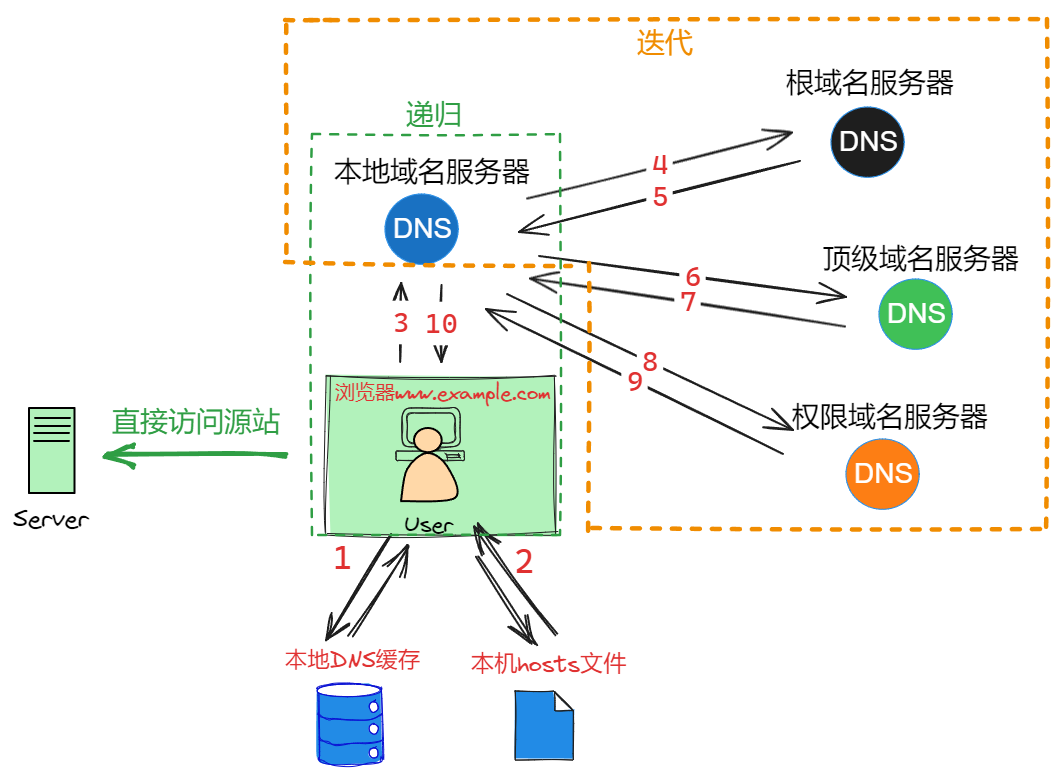 迭代
根域名服务器
DNS
递归
本地域名服务器
DNS
4
5
顶级域名服务器
DNS
6
7
3
10
8
9
浏览器www.example.com
User
权限域名服务器
DNS
直接访问源站
Server
1
2
本地DNS缓存
本机hosts文件